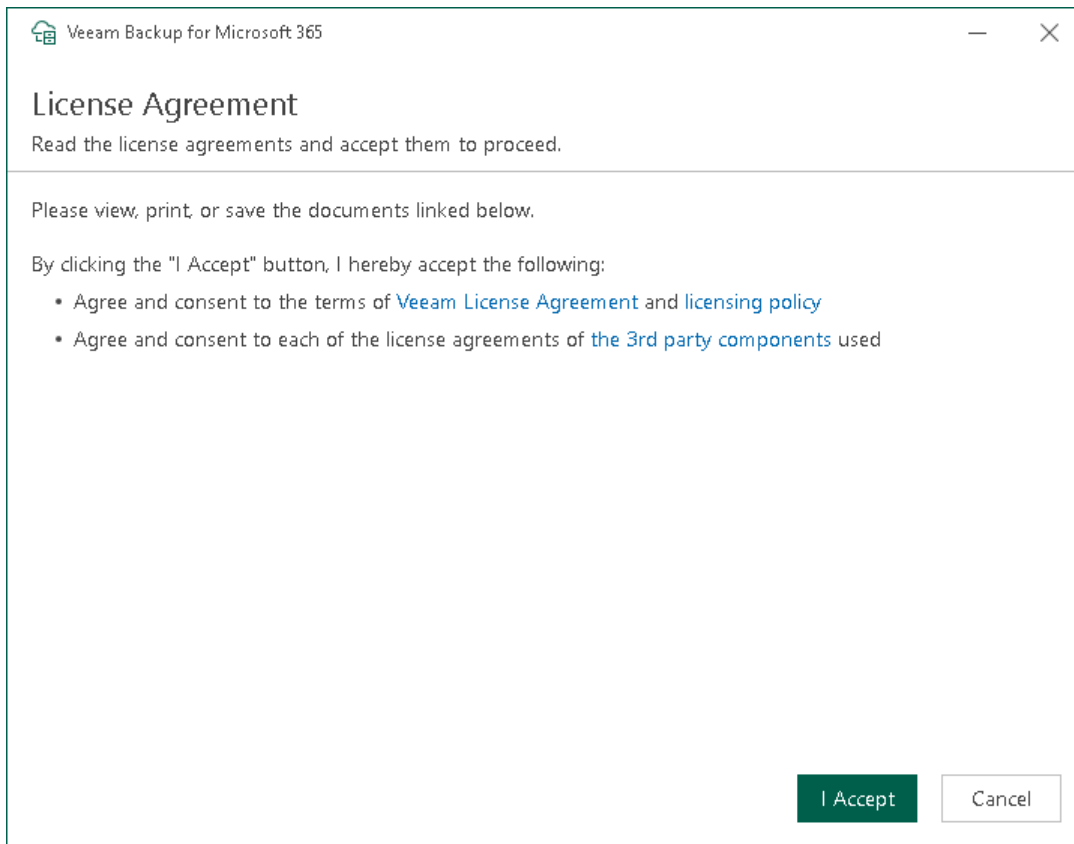 Veeam Backup for Microsoft 365
License Agreement
Read the license agreements and accept them to proceed.
Please view, print, or save the documents linked below.
By clicking the "I Accept" button, I hereby accept the following:
• Agree and consent to the terms of Veeam License Agreement and licensing policy
• Agree and consent to each of the license agreements of the 3rd party components used
I Accept
Cancel